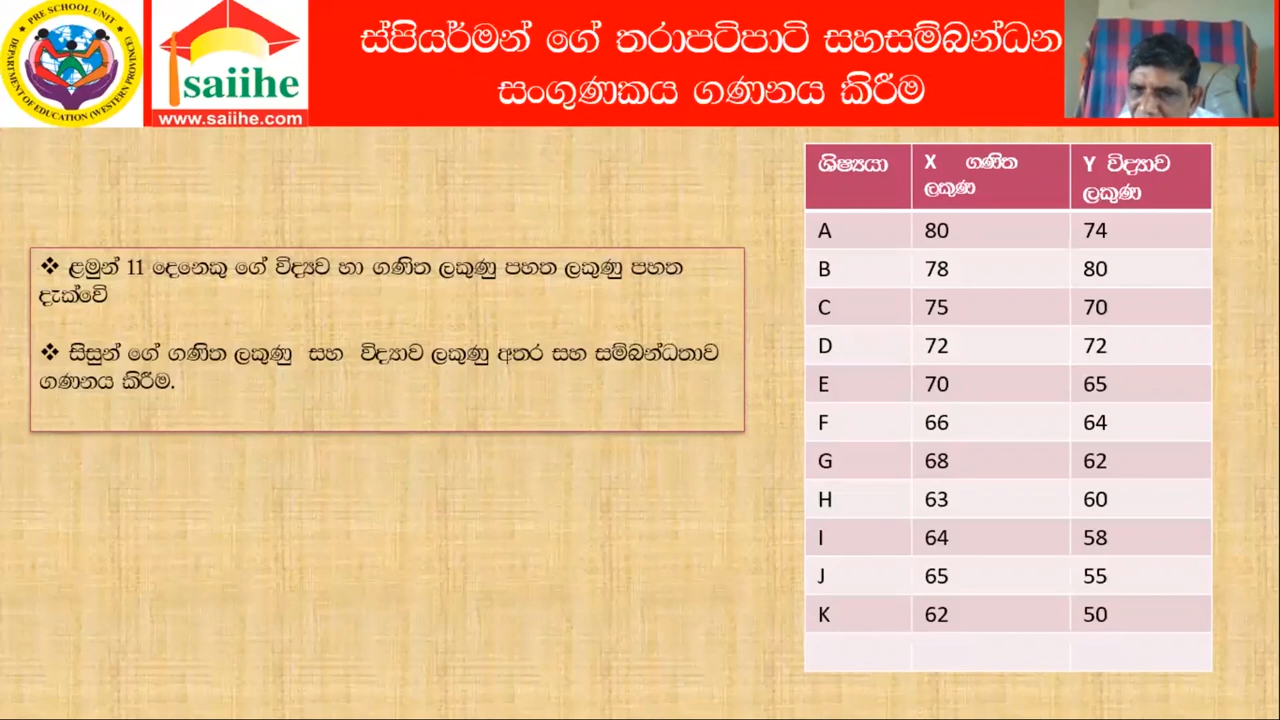 PRE SCHOOL UNIT
DEPARTMENT OF EDUCATION (WESTERN PROVINCE)
saiihe
www.saiihe.com
ස්පියර්මන් ගේ තරාපටිපාටි සහසම්බන්ධන
සංගුණකය ගණනය කිරීම
❖ ළමුන් 11 දෙනෙකු ගේ විද්‍යව හා ගණිත ලකුණු පහත ලකුණු පහත
දැක්වේ
❖ සිසුන් ගේ ගණිත ලකුණු සහ විද්‍යාව ලකුණු අතර සහ සම්බන්ධතාව
ගණනය කිරීම.
ශිෂ්‍යයා X ගණිත ලකුණ Y විද්‍යාව ලකුණ
A 80 74
B 78 80
C 75 70
D 72 72
E 70 65
F 66 64
G 68 62
H 63 60
I 64 58
J 65 55
K 62 50